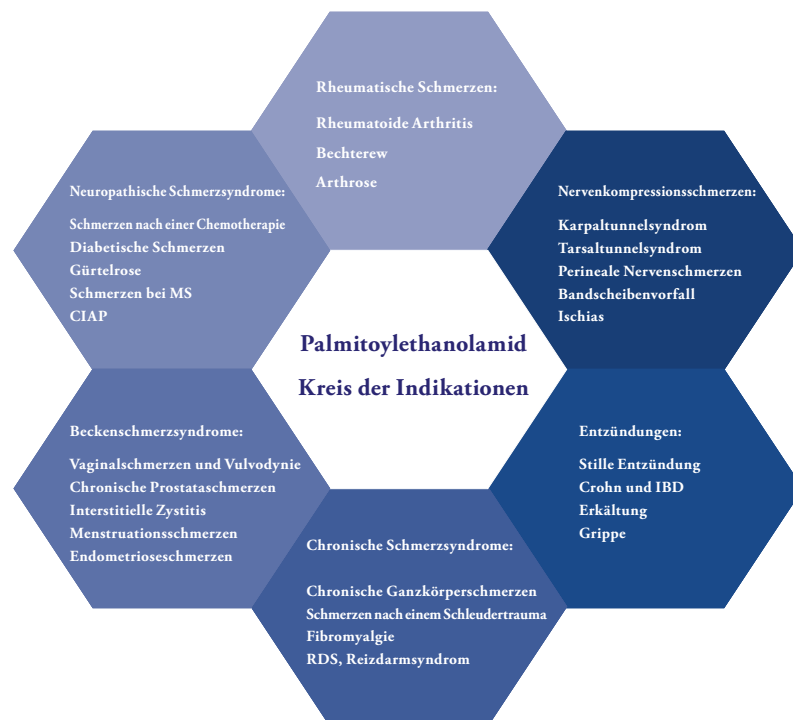 Rheumatische Schmerzen:
Rheumatoide Arthritis
Bechterew
Arthrose
Neuropathische Schmerzsyndrome:
Schmerzen nach einer Chemotherapie
Diabetische Schmerzen
Gürtelrose
Schmerzen bei MS
CIAP
Nervenkompressionsschmerzen:
Karpaltunnelsyndrom
Tarsaltunnelsyndrom
Perineale Nervenschmerzen
Bandscheibenvorfall
Ischias
Palmitoylethanolamid
Kreis der Indikationen
Beckenschmerzsyndrome:
Vaginalschmerzen und Vulvodynie
Chronische Prostataschmerzen
Interstitielle Zystitis
Menstruationsschmerzen
Endometrioseschmerzen
Entzündungen:
Stille Entzündung
Crohn und IBD
Erkältung
Grippe
Chronische Schmerzsyndrome:
Chronische Ganzkörperschmerzen
Schmerzen nach einem Schleudertrauma
Fibromyalgie
RDS, Reizdarmsyndrom